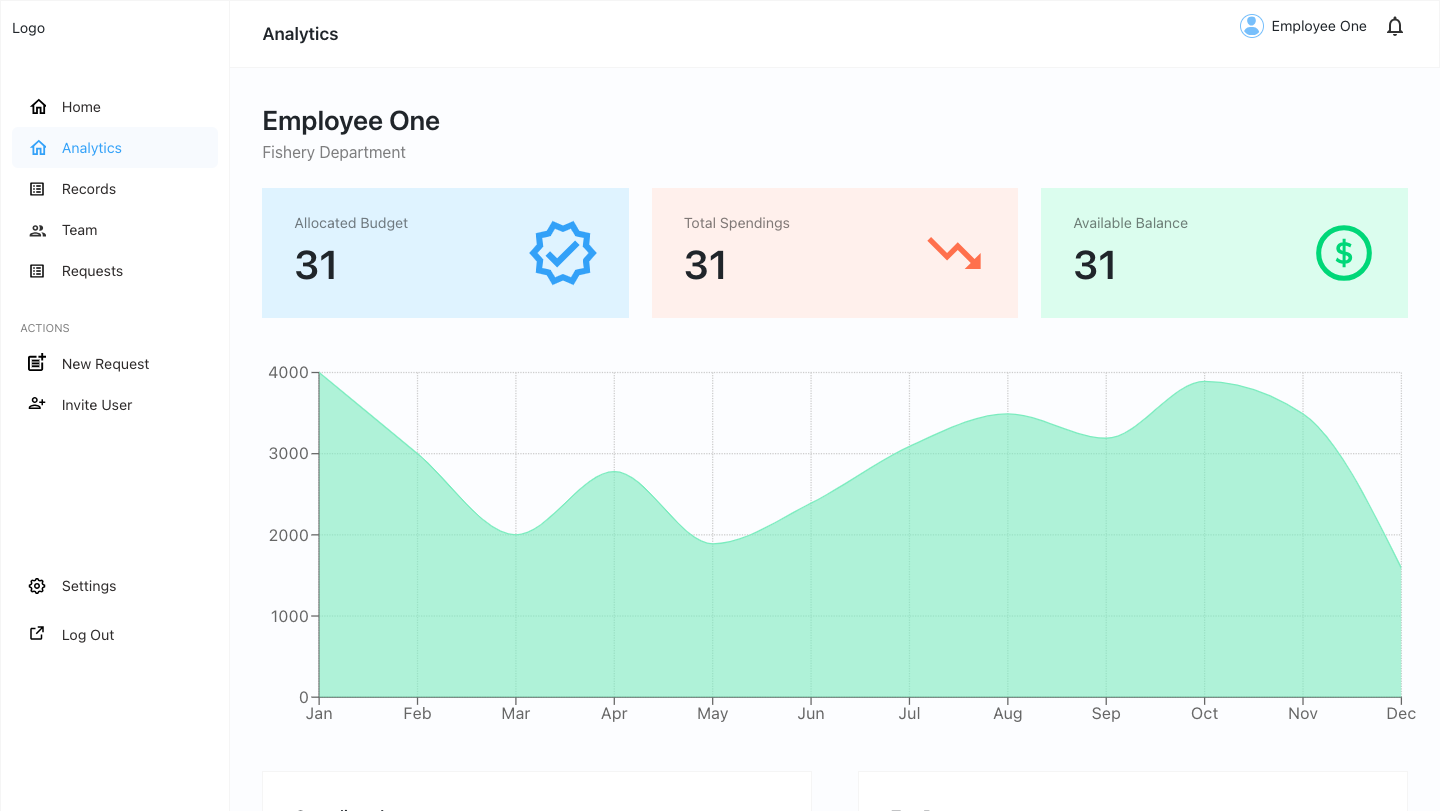 Logo
Analytics
Employee One
Home
Analytics
Records
Team
Requests
ACTIONS
New Request
Invite User
Settings
Log Out
Employee One
Fishery Department
Allocated Budget
31
Total Spendings
31
Available Balance
31
4000
3000
2000
1000
0
Jan Feb Mar Apr May Jun Jul Aug Sep Oct Nov Dec